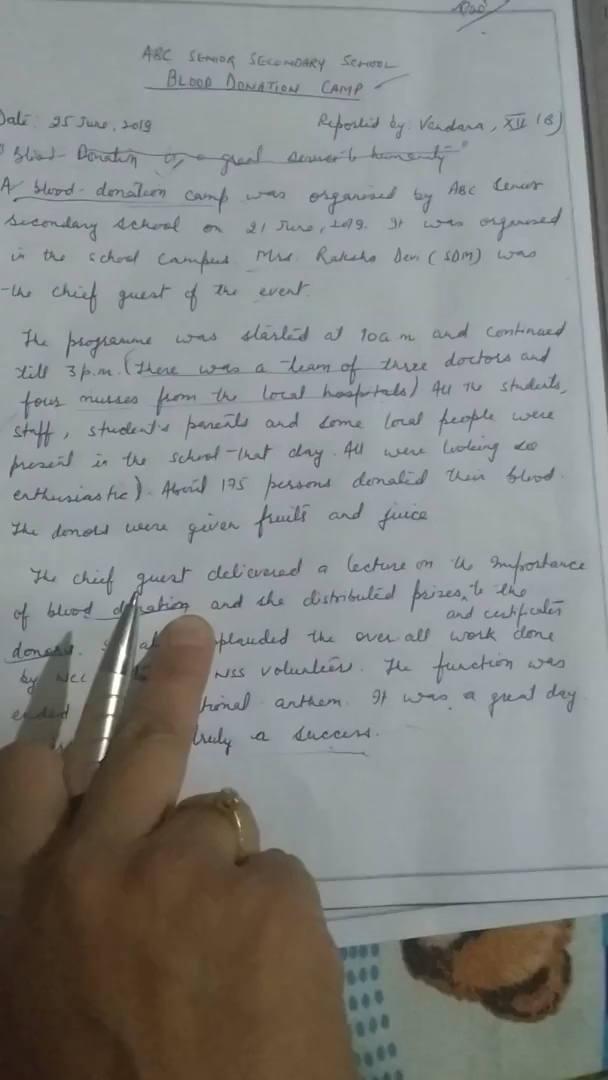 ABC SENIOR SECONDARY SCHOOL
BLOOD DONATION CAMP
Date: 25 June, 2019 Reported by: Vandana, XII (B)
"Blood-Donation is a great service to humanity"
A blood-donation camp was organised by ABC Senior
Secondary School on 21 June, 2019. It was organised
in the school campus. Mrs. Raksha Devi (SDM) was
the chief guest of the event.
The programme was started at 10a.m and continued
till 3 p.m. (There was a team of three doctors and
four nurses from the local hospitals) All the students,
staff, student's parents and some local people were
present in the school that day. All were looking so
enthusiastic). About 175 persons donated their blood.
The donors were given fruits and juice
The chief guest delivered a lecture on the importance
of blood donation and she distributed prizes, to the
and certificates
donors. plauded the over all work done
by NCC NSS volunteer. The function was
ended tional anthem. It was a great day
truly a success.